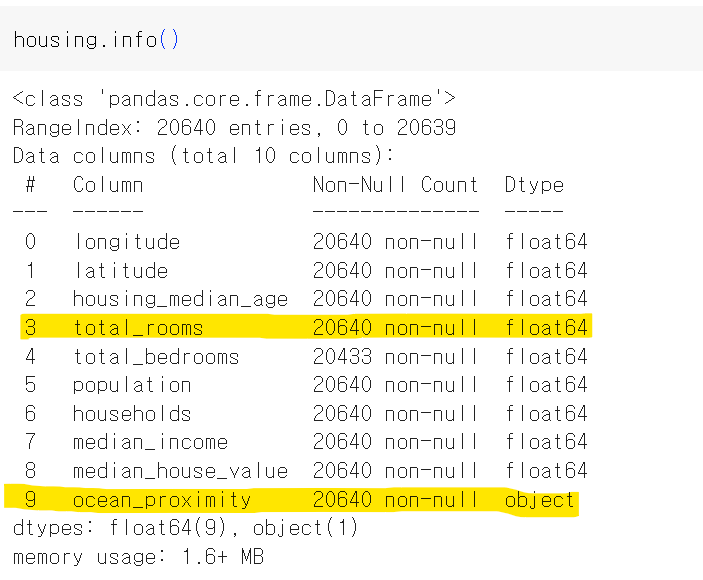 housing.info()
<class 'pandas.core.frame.DataFrame'>
RangeIndex: 20640 entries, 0 to 20639
Data columns (total 10 columns):
 #   Column              Non-Null Count  Dtype
---  ------              --------------  -----
 0   longitude           20640 non-null  float64
 1   latitude            20640 non-null  float64
 2   housing_median_age  20640 non-null  float64
 3   total_rooms         20640 non-null  float64
 4   total_bedrooms      20433 non-null  float64
 5   population          20640 non-null  float64
 6   households          20640 non-null  float64
 7   median_income       20640 non-null  float64
 8   median_house_value  20640 non-null  float64
 9   ocean_proximity     20640 non-null  object
dtypes: float64(9), object(1)
memory usage: 1.6+ MB